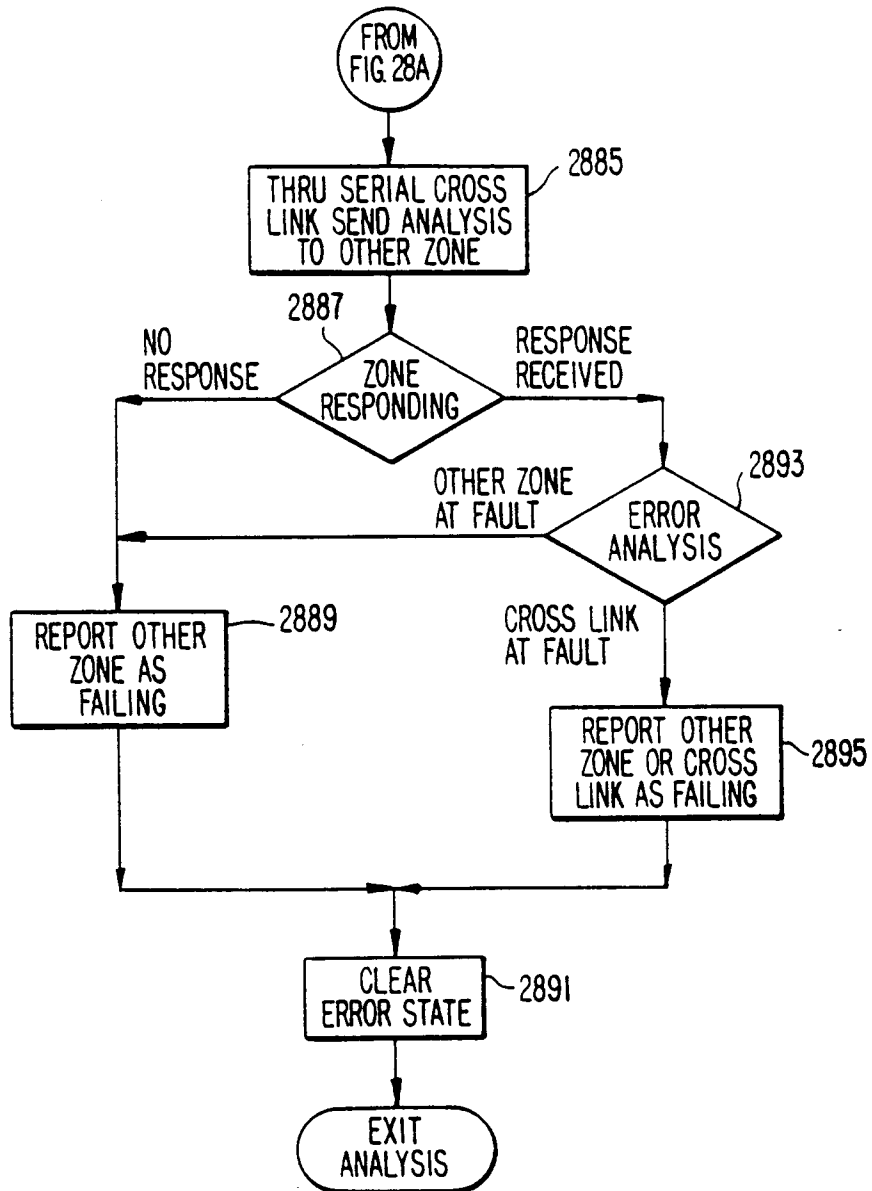 FROM
FIG. 28A
2885
THRU SERIAL CROSS
LINK SEND ANALYSIS
TO OTHER ZONE
2887
NO
RESPONSE
ZONE
RESPONDING
RESPONSE
RECEIVED
2893
OTHER ZONE
AT FAULT
ERROR
ANALYSIS
2889
REPORT OTHER
ZONE AS
FAILING
CROSS LINK
AT FAULT
REPORT OTHER
ZONE OR CROSS
LINK AS FAILING
2895
CLEAR
ERROR STATE
2891
EXIT
ANALYSIS